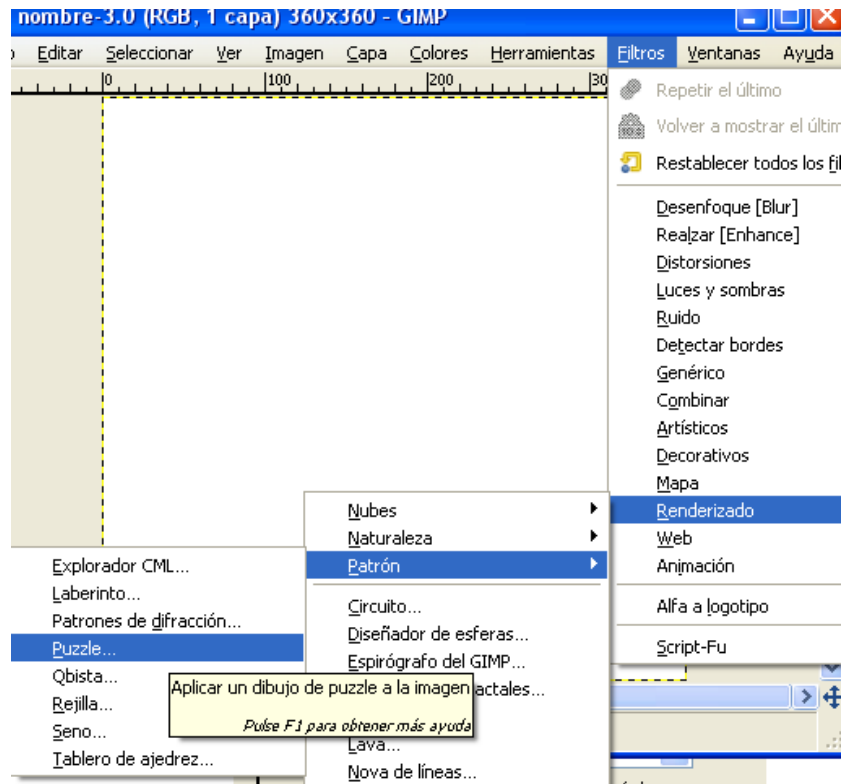 nombre-3.0 (RGB, 1 capa) 360x360 - GIMP
Editar Seleccionar Ver Imagen Capa Colores Herramientas Filtros Ventanas Ayuda
0 100 200 30
Repetir el último
Volver a mostrar el últim
Restablecer todos los fil
Desenfoque [Blur]
Realzar [Enhance]
Distorsiones
Luces y sombras
Ruido
Detectar bordes
Genérico
Combinar
Artísticos
Decorativos
Mapa
Renderizado
Web
Animación
Alfa a logotipo
Script-Fu
Nubes
Naturaleza
Patrón
Circuito...
Diseñador de esferas...
Espirógrafo del GIMP...
actales...
Lava...
Nova de líneas...
Explorador CML...
Laberinto...
Patrones de difracción...
Puzzle...
Qbista...
Rejilla...
Seno...
Tablero de ajedrez...
Aplicar un dibujo de puzzle a la imagen
Pulse F1 para obtener más ayuda